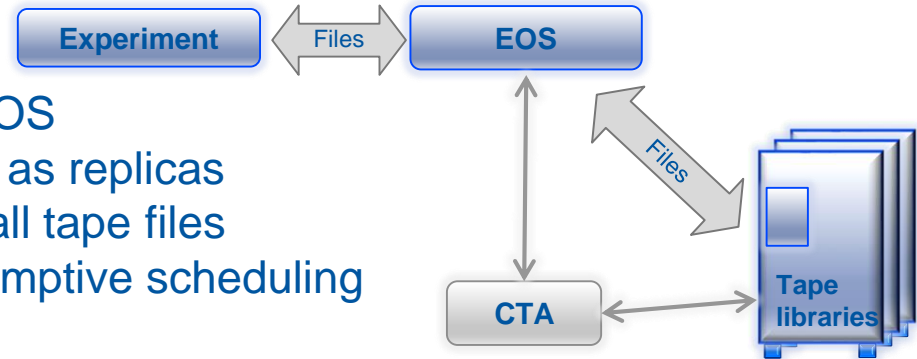 Experiment
Files
EOS
OS
as replicas
all tape files
mptive scheduling
Files
CTA
Tape
libraries